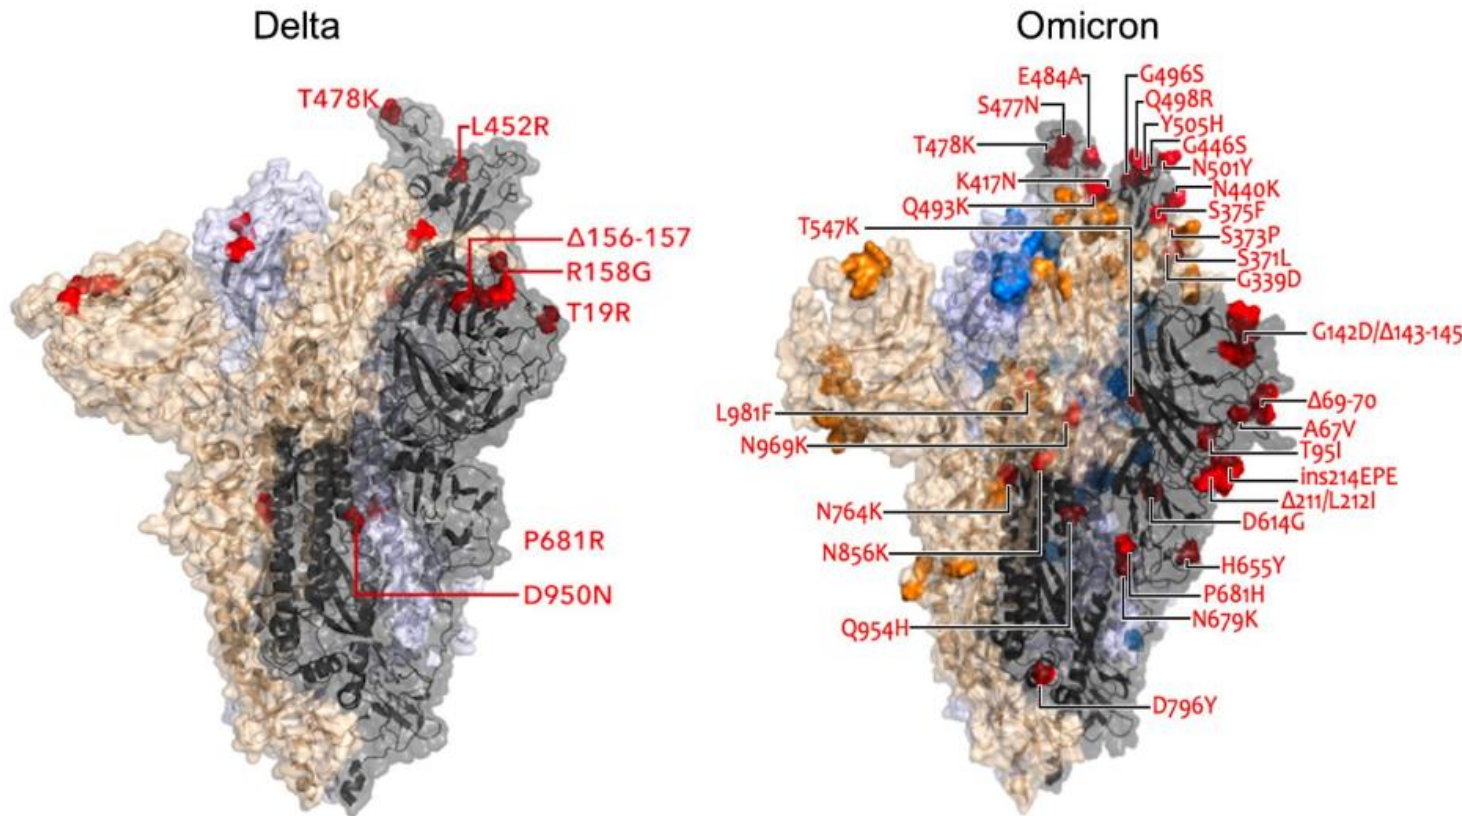 Delta
T478K
L452R
Δ156-157
R158G
T19R
P681R
D950N
Omicron
E484A
G496S
S477N
Q498R
Y505H
T478K
G446S
N501Y
K417N
N440K
Q493K
S375F
T547K
S373P
S371L
G339D
G142D/Δ143-145
L981F
Δ69-70
A67V
N969K
T95I
ins214EPE
Δ211/L212I
N764K
D614G
N856K
H655Y
P681H
N679K
Q954H
D796Y